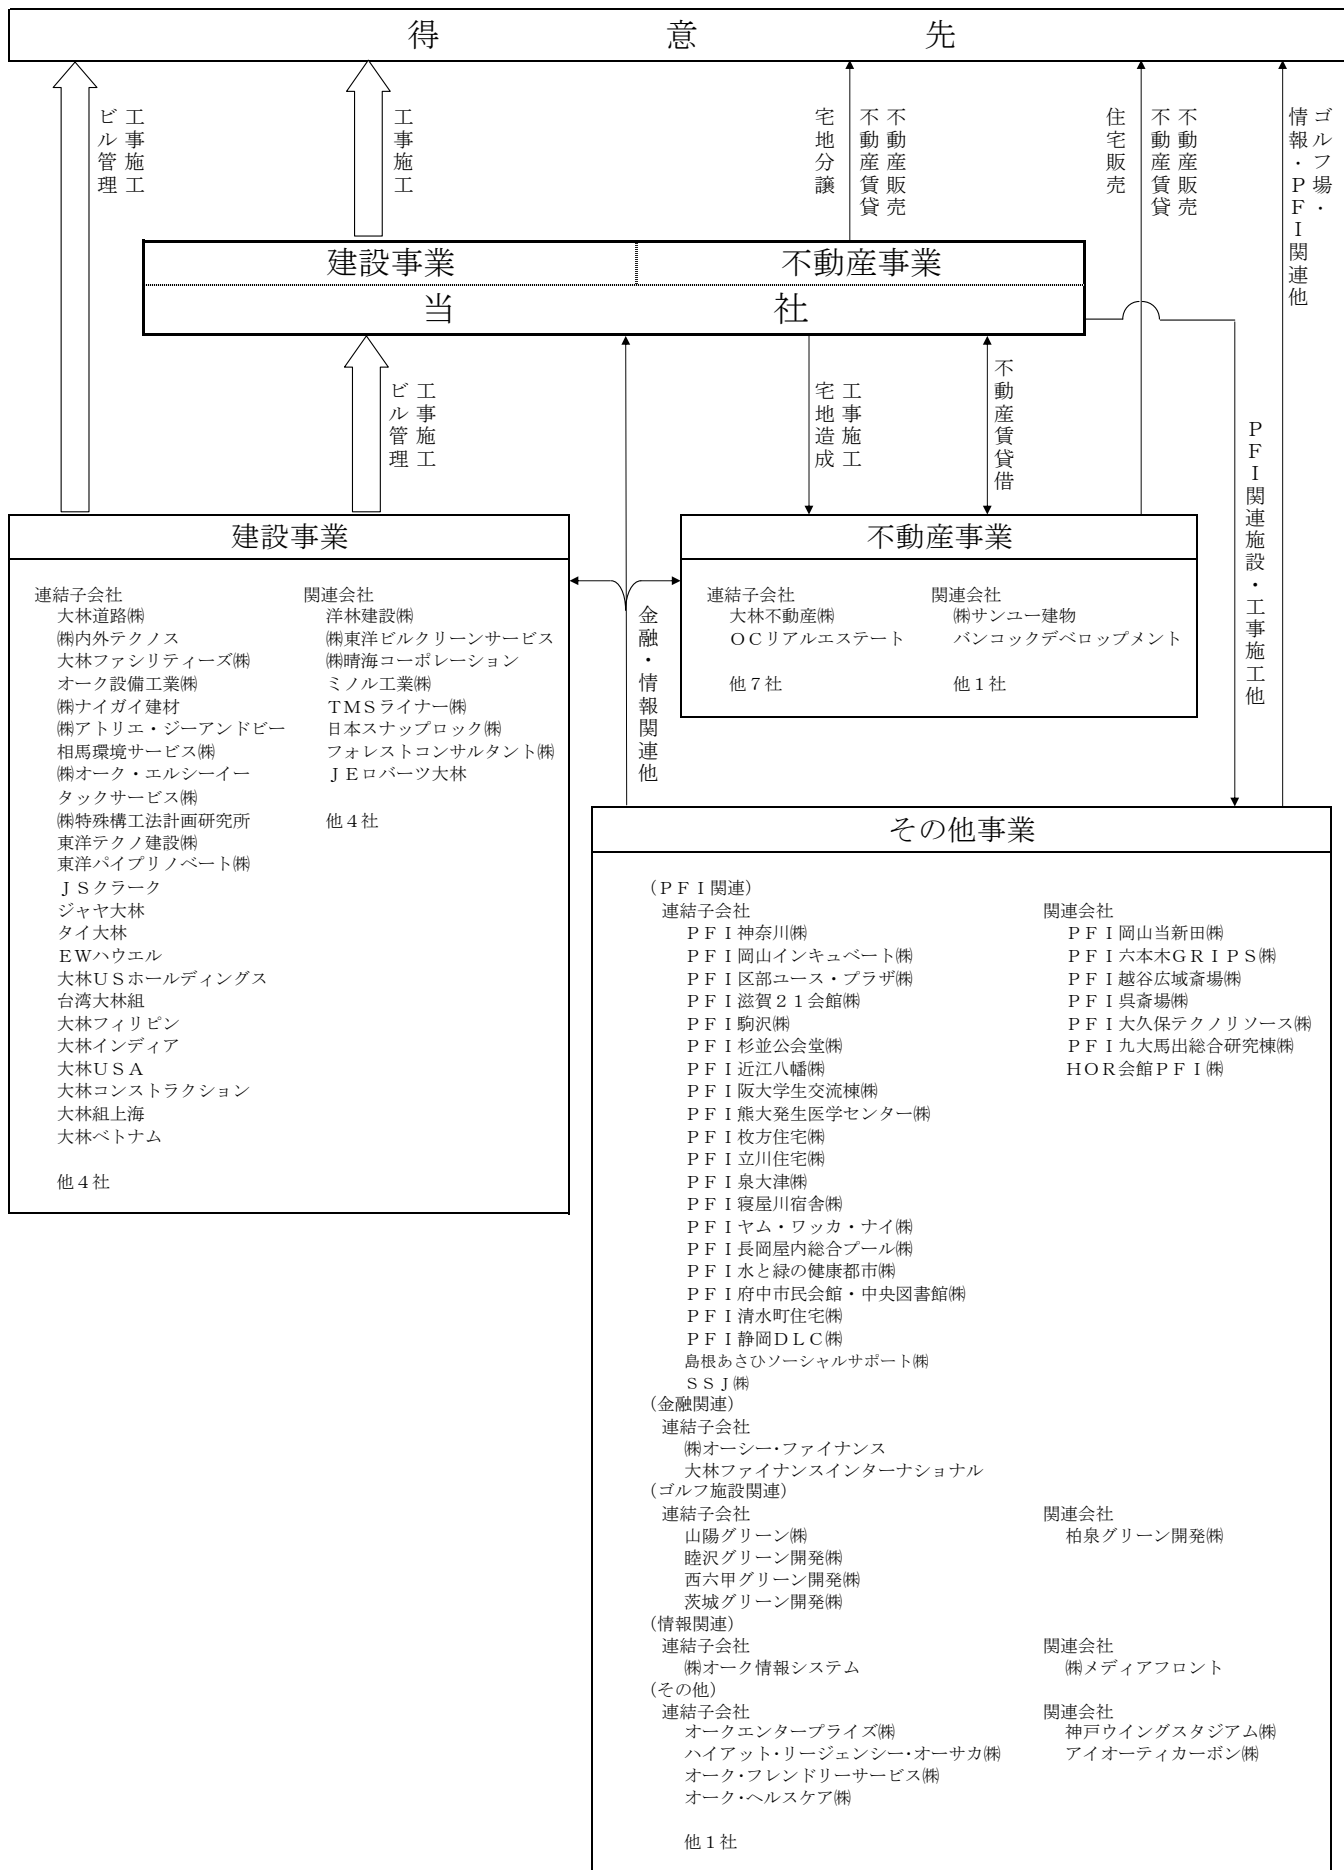 得意先
工事施工
ビル管理
工事施工
不動産販売
不動産賃貸
宅地分譲
不動産販売
不動産賃貸
住宅販売
ゴルフ場・
情報・ＰＦＩ関連他
建設事業
不動産事業
当社
工事施工
ビル管理
工事施工
宅地造成
不動産賃貸借
ＰＦＩ関連施設・工事施工他
金融・情報関連他
建設事業
連結子会社
大林道路㈱
㈱内外テクノス
大林ファシリティーズ㈱
オーク設備工業㈱
㈱ナイガイ建材
㈱アトリエ・ジーアンドビー
相馬環境サービス㈱
㈱オーク・エルシーイー
タックサービス㈱
㈱特殊構工法計画研究所
東洋テクノ建設㈱
東洋パイプリノベート㈱
ＪＳクラーク
ジャヤ大林
タイ大林
ＥＷハウエル
大林ＵＳホールディングス
台湾大林組
大林フィリピン
大林インディア
大林ＵＳＡ
大林コンストラクション
大林組上海
大林ベトナム
他４社
関連会社
洋林建設㈱
㈱東洋ビルクリーンサービス
㈱晴海コーポレーション
ミノル工業㈱
ＴＭＳライナー㈱
日本スナップロック㈱
フォレストコンサルタント㈱
ＪＥロバーツ大林
他４社
不動産事業
連結子会社
大林不動産㈱
ＯＣリアルエステート
他７社
関連会社
㈱サンユー建物
バンコックデベロップメント
他１社
その他事業
（ＰＦＩ関連）
連結子会社
ＰＦＩ神奈川㈱
ＰＦＩ岡山インキュベート㈱
ＰＦＩ区部ユース・プラザ㈱
ＰＦＩ滋賀２１会館㈱
ＰＦＩ駒沢㈱
ＰＦＩ杉並公会堂㈱
ＰＦＩ近江八幡㈱
ＰＦＩ阪大学生交流棟㈱
ＰＦＩ熊大発生医学センター㈱
ＰＦＩ枚方住宅㈱
ＰＦＩ立川住宅㈱
ＰＦＩ泉大津㈱
ＰＦＩ寝屋川宿舎㈱
ＰＦＩヤム・ワッカ・ナイ㈱
ＰＦＩ長岡屋内総合プール㈱
ＰＦＩ水と緑の健康都市㈱
ＰＦＩ府中市民会館・中央図書館㈱
ＰＦＩ清水町住宅㈱
ＰＦＩ静岡ＤＬＣ㈱
島根あさひソーシャルサポート㈱
ＳＳＪ㈱
関連会社
ＰＦＩ岡山当新田㈱
ＰＦＩ六本木ＧＲＩＰＳ㈱
ＰＦＩ越谷広域斎場㈱
ＰＦＩ呉斎場㈱
ＰＦＩ大久保テクノリソース㈱
ＰＦＩ九大馬出総合研究棟㈱
ＨＯＲ会館ＰＦＩ㈱
（金融関連）
連結子会社
㈱オーシー・ファイナンス
大林ファイナンスインターナショナル
（ゴルフ施設関連）
連結子会社
山陽グリーン㈱
睦沢グリーン開発㈱
西六甲グリーン開発㈱
茨城グリーン開発㈱
関連会社
柏泉グリーン開発㈱
（情報関連）
連結子会社
㈱オーク情報システム
関連会社
㈱メディアフロント
（その他）
連結子会社
オークエンタープライズ㈱
ハイアット・リージェンシー・オーサカ㈱
オーク・フレンドリーサービス㈱
オーク・ヘルスケア㈱
他１社
関連会社
神戸ウイングスタジアム㈱
アイオーティカーボン㈱